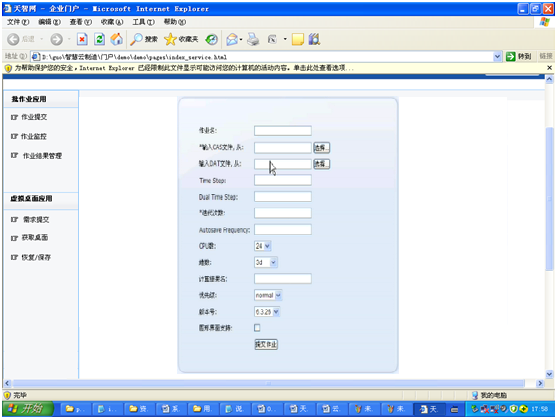 天智网 - 企业门户 - Microsoft Internet Explorer
文件(F) 编辑(E) 查看(V) 收藏(A) 工具(T) 帮助(H)
后退 搜索 收藏夹
地址(D) D:\guo\智慧云制造\门户\demo\demo\pages\index_service.html 转到 链接
为帮助保护您的安全,Internet Explorer 已经限制此文件显示可能访问您的计算机的活动内容。单击此处查看选项...
批作业应用
作业提交
作业监控
作业结果管理
虚拟桌面应用
需求提交
获取桌面
恢复/保存
作业名:
*输入CAS文件, 从: 选择..
输入DAT文件, 从: 选择..
Time Step:
Dual Time Step:
*迭代次数:
Autosave Frequency:
CPU数: 24
维数: 3d
计算结果名:
优先级: normal
版本号: 6.3.26
图形界面支持:
提交作业
完毕 我的电脑
开始 17:58